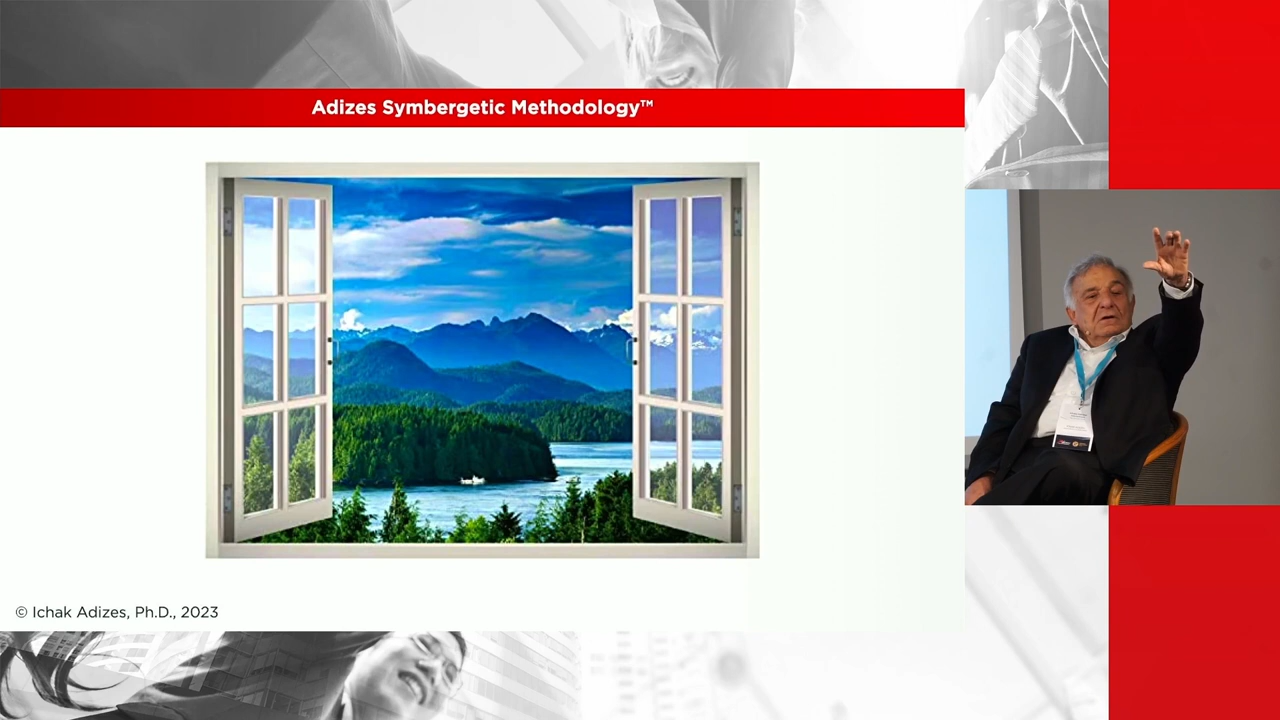 Adizes Symbergetic Methodology™
© Ichak Adizes, Ph.D., 2023